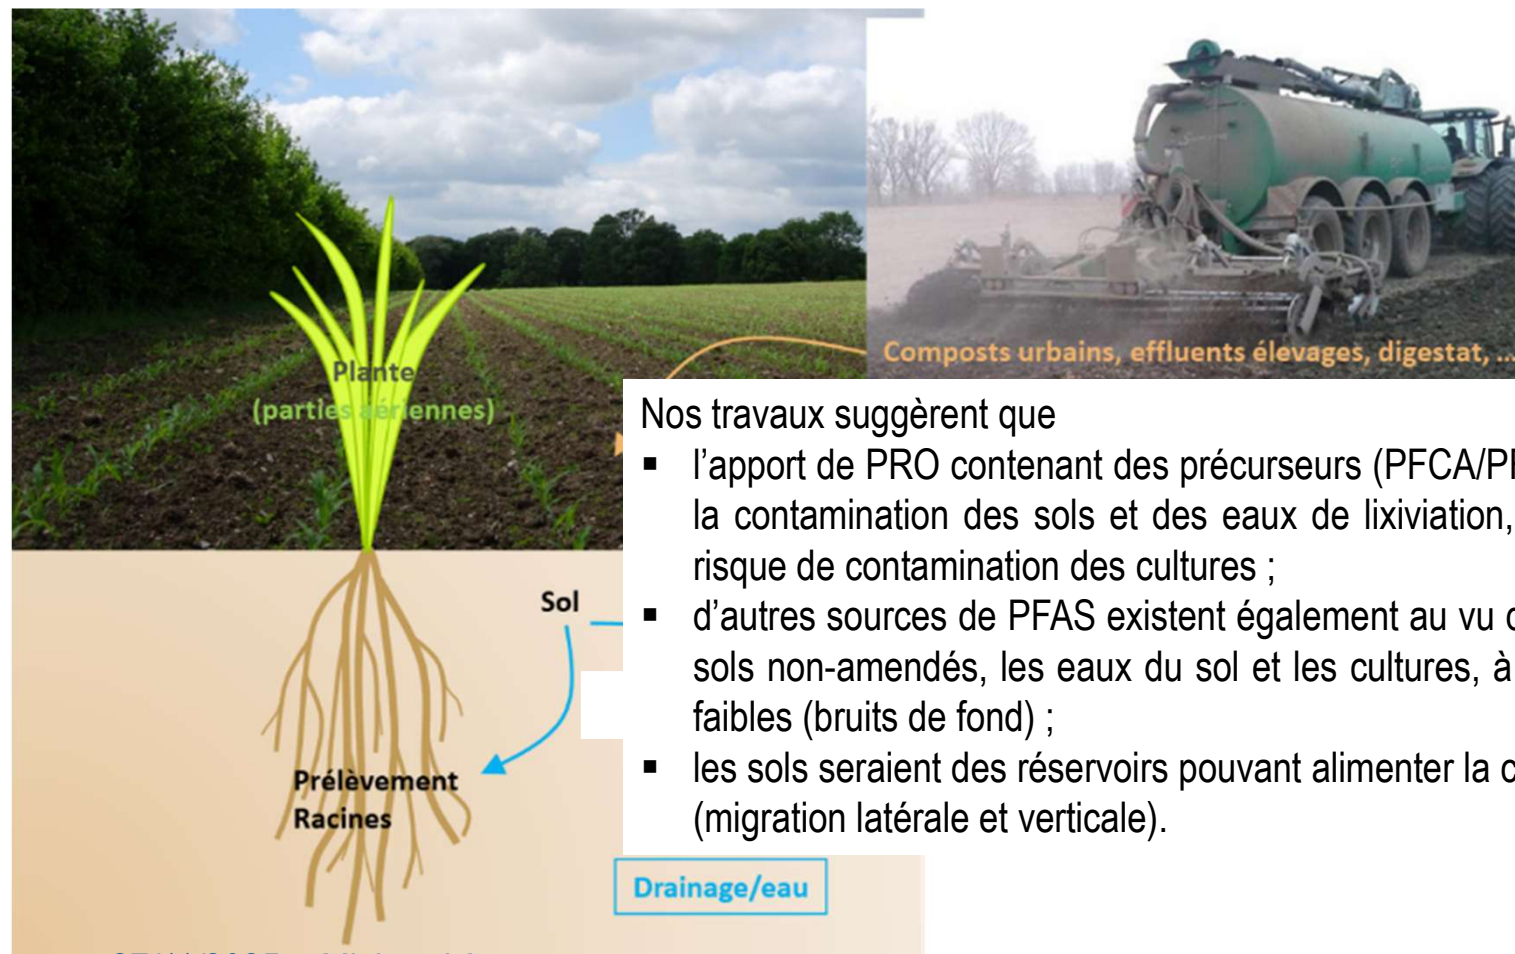 Composts urbains, effluents élevages, digestat, ...
Plante
(parties aériennes)
Nos travaux suggèrent que
▪ l’apport de PRO contenant des précurseurs (PFCA/
la contamination des sols et des eaux de lixiviation,
risque de contamination des cultures ;
▪ d’autres sources de PFAS existent également au vu
sols non-amendés, les eaux du sol et les cultures, à
faibles (bruits de fond) ;
▪ les sols seraient des réservoirs pouvant alimenter la
(migration latérale et verticale).
Sol
Prélèvement
Racines
Drainage/eau